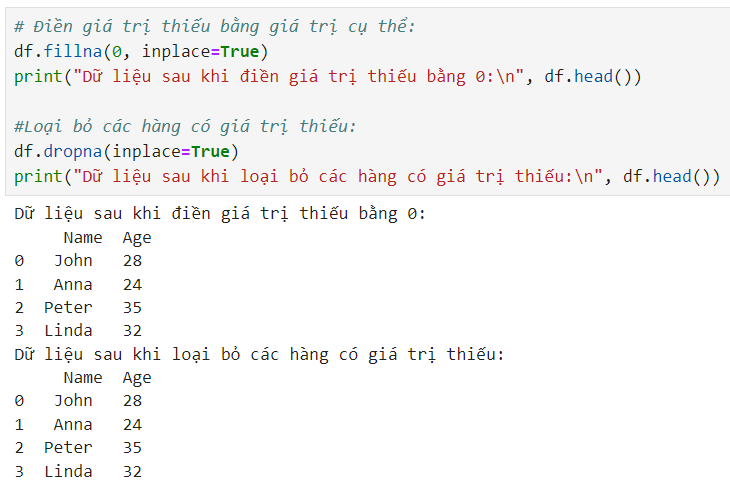 # Điền giá trị thiếu bằng giá trị cụ thể:
df.fillna(0, inplace=True)
print("Dữ liệu sau khi điền giá trị thiếu bằng 0:\n", df.head())

#Loại bỏ các hàng có giá trị thiếu:
df.dropna(inplace=True)
print("Dữ liệu sau khi loại bỏ các hàng có giá trị thiếu:\n", df.head())
Dữ liệu sau khi điền giá trị thiếu bằng 0:
     Name  Age
0   John   28
1   Anna   24
2  Peter   35
3  Linda   32
Dữ liệu sau khi loại bỏ các hàng có giá trị thiếu:
     Name  Age
0   John   28
1   Anna   24
2  Peter   35
3  Linda   32